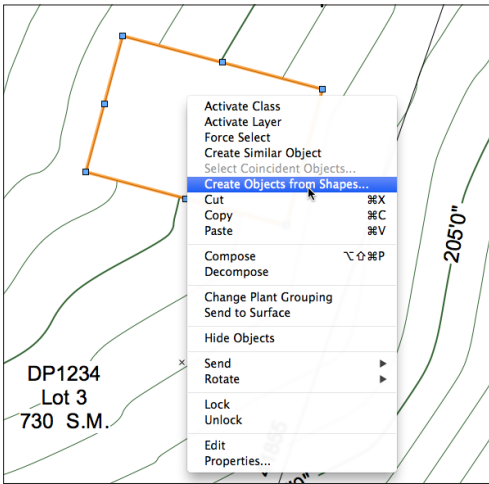 Activate Class
Activate Layer
Force Select
Create Similar Object
Select Coincident Objects...
Create Objects from Shapes...
Cut ⌘X
Copy ⌘C
Paste ⌘V
Compose ⌥⇧⌘P
Decompose
Change Plant Grouping
Send to Surface
Hide Objects
Send ▶
Rotate ▶
Lock
Unlock
Edit
Properties...
205'0"
DP1234
Lot 3
730 S.M.